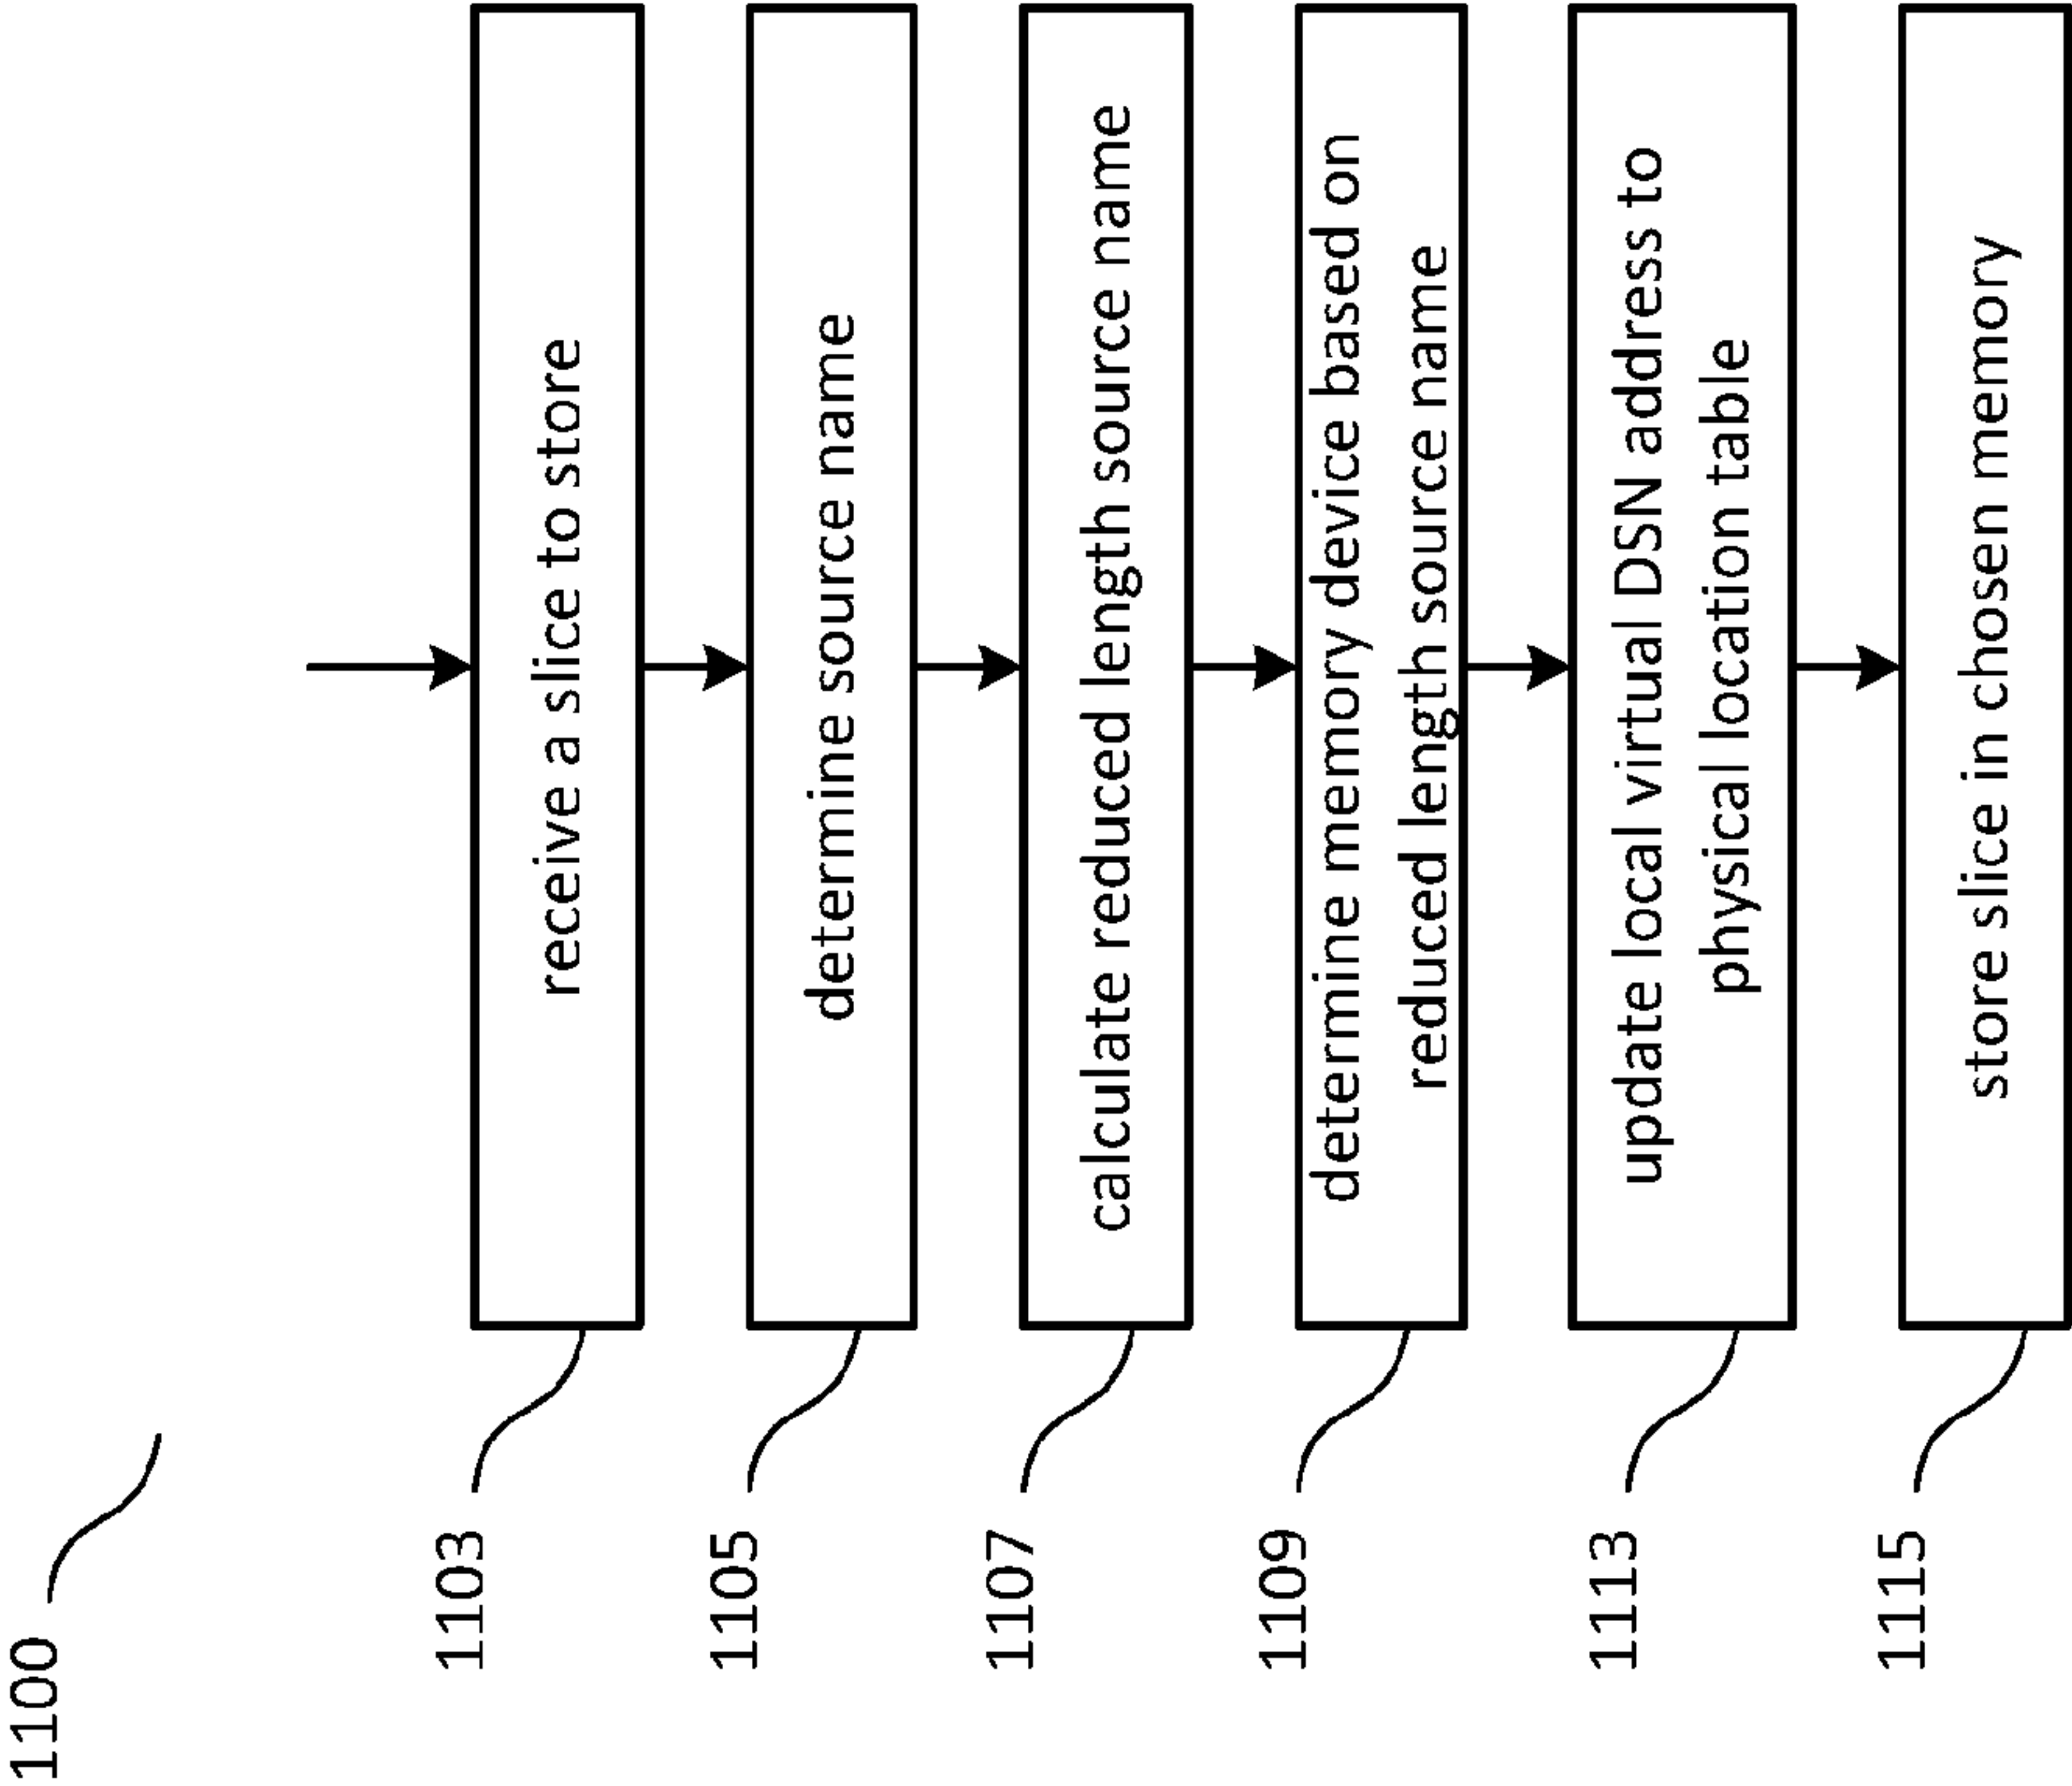 1100
1103
receive a slice to store
1105
determine source name
1107
calculate reduced length source name
1109
determine memory device based on
reduced length source name
1113
update local virtual DSN address to
physical location table
1115
store slice in chosen memory